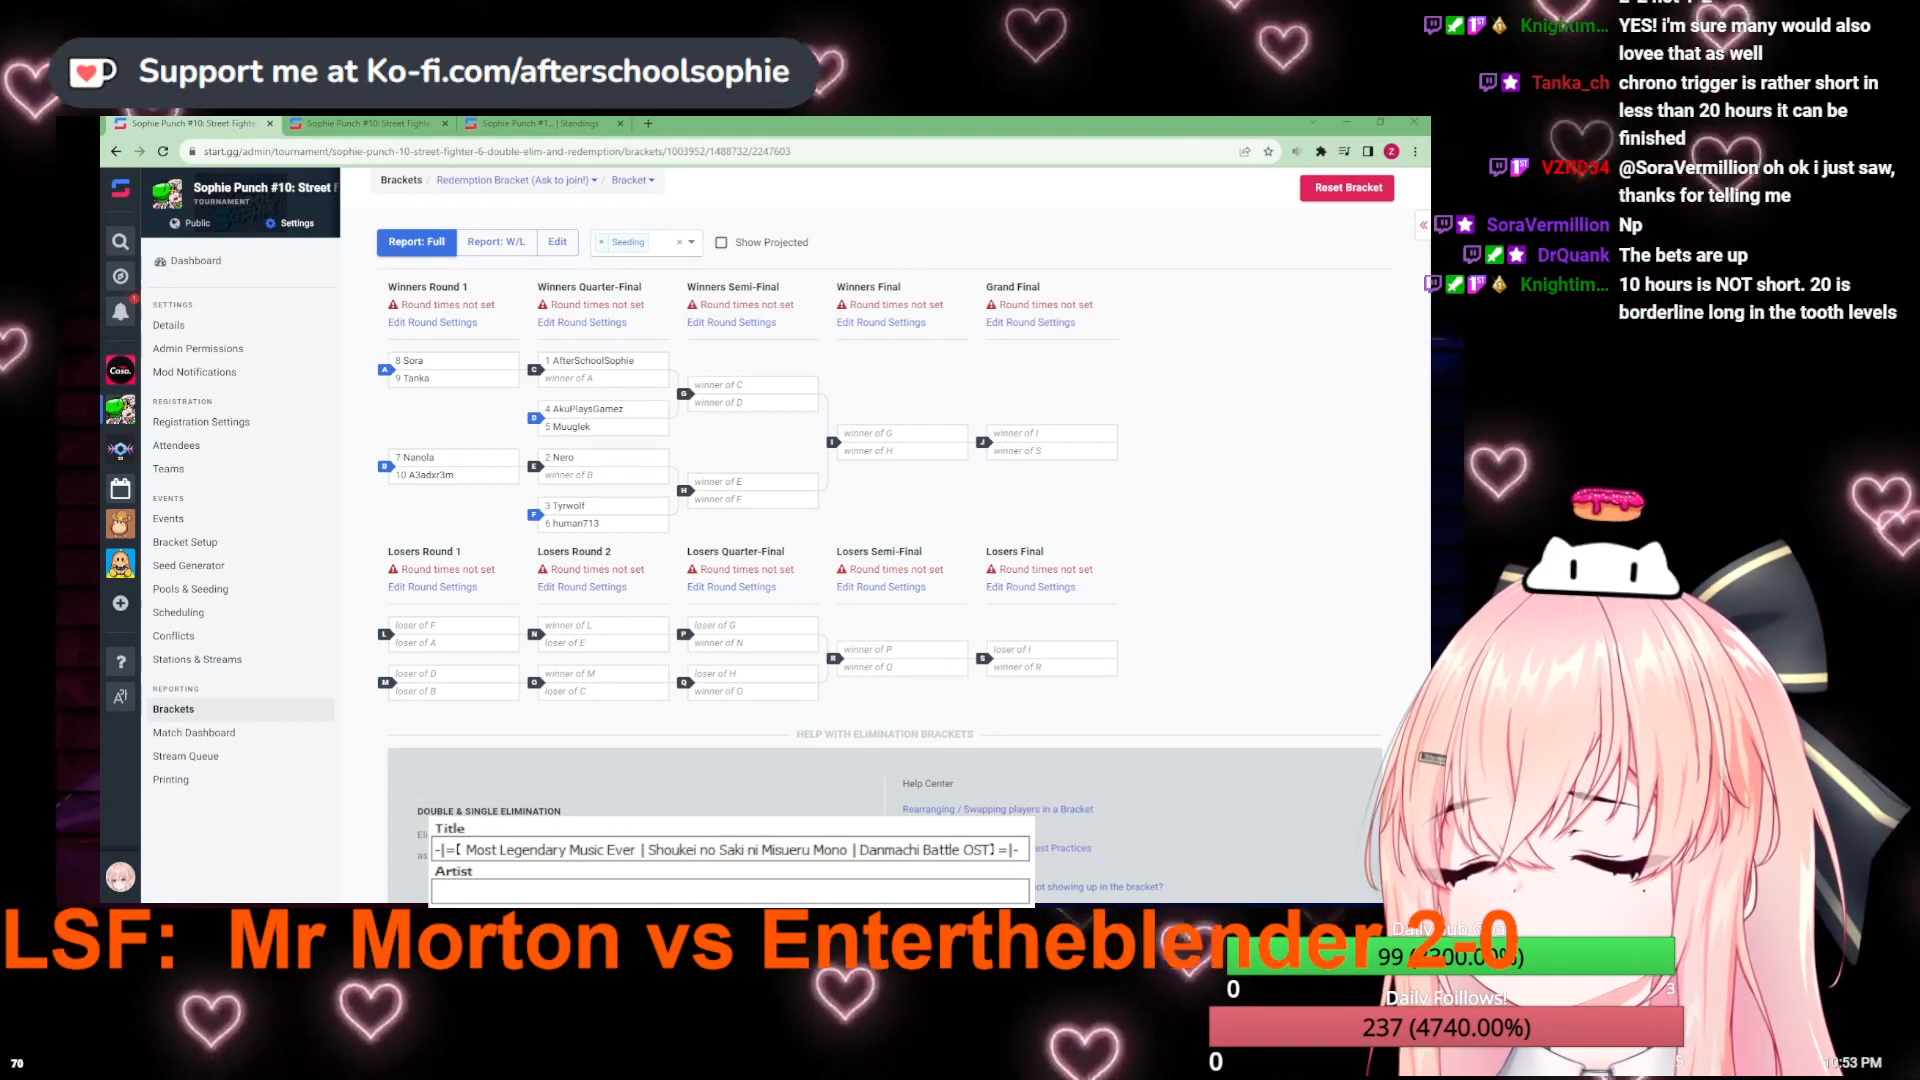 Support me at Ko-fi.com/afterschoolsophie
Knightim... YES! i'm sure many would also
lovee that as well
Tanka_ch chrono trigger is rather short in
less than 20 hours it can be
finished
VZRD34 @SoraVermillion oh ok i just saw,
thanks for telling me
SoraVermillion Np
DrQuank The bets are up
Knightim... 10 hours is NOT short. 20 is
borderline long in the tooth levels
Sophie Punch #10: Street Fighte
Sophie Punch #10: Street Fighte
Sophie Punch #1... | Standings
start.gg/admin/tournament/sophie-punch-10-street-fighter-6-double-elim-and-redemption/brackets/1003952/1488732/2247603
Z
Sophie Punch #10: Street F
TOURNAMENT
Public
Settings
Brackets / Redemption Bracket (Ask to join!) / Bracket
Reset Bracket
Report: Full
Report: W/L
Edit
Seeding
Show Projected
Dashboard
SETTINGS
Details
Admin Permissions
Mod Notifications
REGISTRATION
Registration Settings
Attendees
Teams
EVENTS
Events
Bracket Setup
Seed Generator
Pools & Seeding
Scheduling
Conflicts
Stations & Streams
REPORTING
Brackets
Match Dashboard
Stream Queue
Printing
Casa.
Winners Round 1
Round times not set
Edit Round Settings
Winners Quarter-Final
Round times not set
Edit Round Settings
Winners Semi-Final
Round times not set
Edit Round Settings
Winners Final
Round times not set
Edit Round Settings
Grand Final
Round times not set
Edit Round Settings
A
8 Sora
9 Tanka
B
7 Nanola
10 A3adxr3m
C
1 AfterSchoolSophie
winner of A
D
4 AkuPlaysGamez
5 Muuglek
E
2 Nero
winner of B
F
3 Tyrwolf
6 human713
G
winner of C
winner of D
H
winner of E
winner of F
I
winner of G
winner of H
J
winner of I
winner of S
Losers Round 1
Round times not set
Edit Round Settings
Losers Round 2
Round times not set
Edit Round Settings
Losers Quarter-Final
Round times not set
Edit Round Settings
Losers Semi-Final
Round times not set
Edit Round Settings
Losers Final
Round times not set
Edit Round Settings
L
loser of F
loser of A
M
loser of D
loser of B
N
winner of L
loser of E
O
winner of M
loser of C
P
loser of G
winner of N
Q
loser of H
winner of O
R
winner of P
winner of Q
S
loser of I
winner of R
HELP WITH ELIMINATION BRACKETS
DOUBLE & SINGLE ELIMINATION
Help Center
Rearranging / Swapping players in a Bracket
est Practices
ot showing up in the bracket?
Title
-|=【 Most Legendary Music Ever | Shoukei no Saki ni Misueru Mono | Danmachi Battle OST】=|-
Artist
LSF: Mr Morton vs Entertheblender 2-0
0
3
Daily Follows!
237 (4740.00%)
0
5
70
10:53 PM